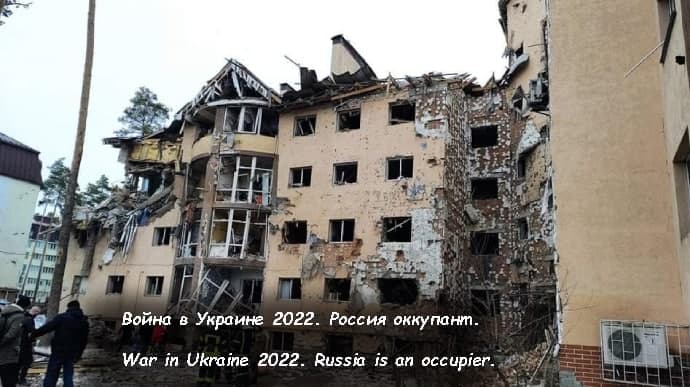 Война в Украине 2022. Россия оккупант.
War in Ukraine 2022. Russia is an occupier.